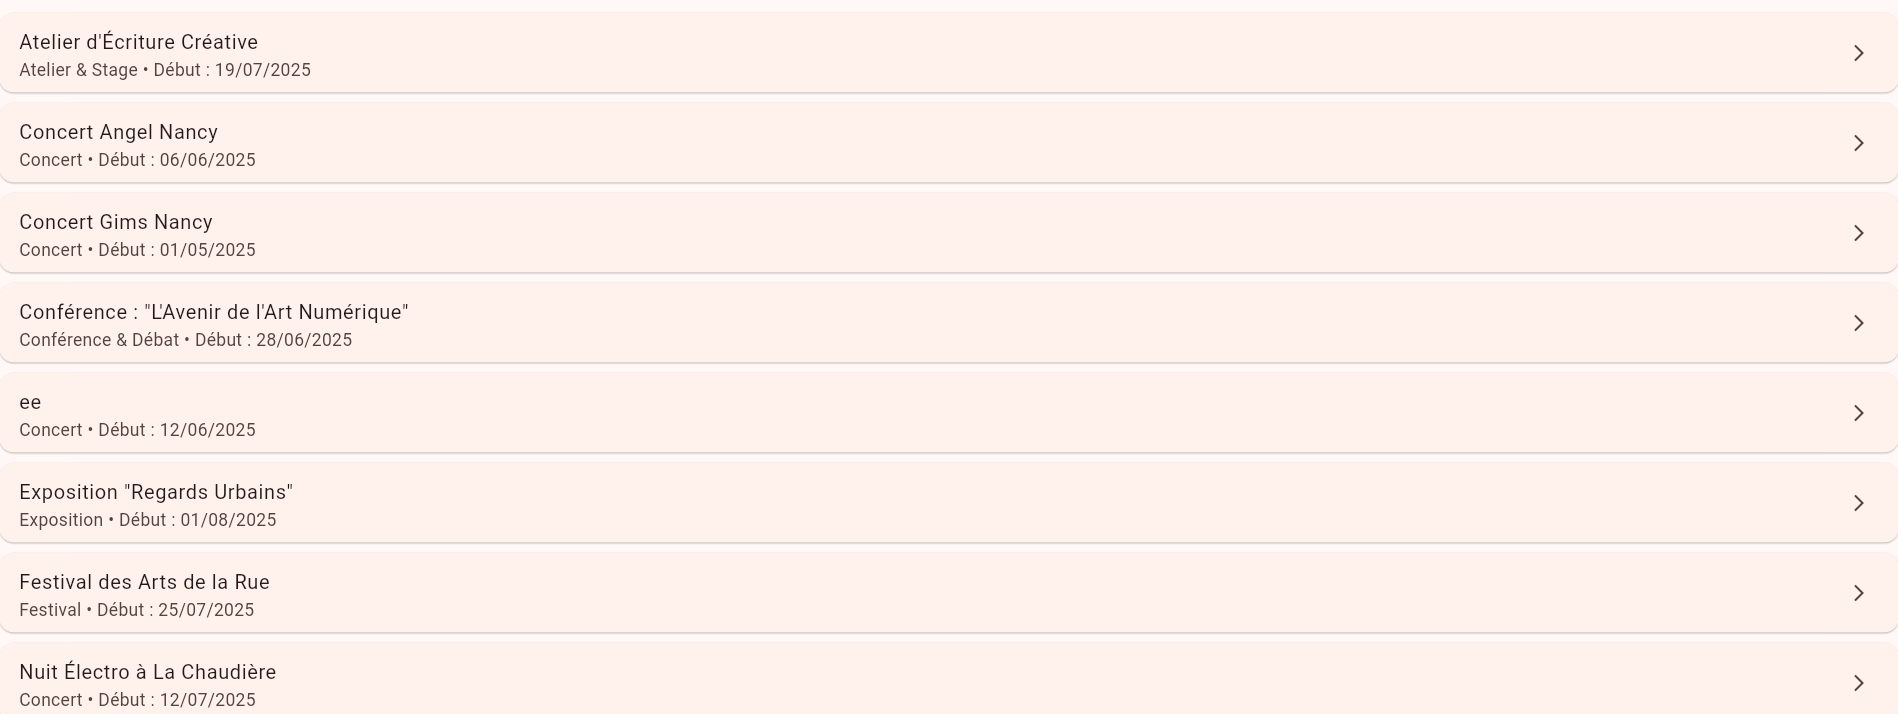 Atelier d'Écriture Créative
Atelier & Stage • Début : 19/07/2025
Concert Angel Nancy
Concert • Début : 06/06/2025
Concert Gims Nancy
Concert • Début : 01/05/2025
Conférence : "L'Avenir de l'Art Numérique"
Conférence & Débat • Début : 28/06/2025
ee
Concert • Début : 12/06/2025
Exposition "Regards Urbains"
Exposition • Début : 01/08/2025
Festival des Arts de la Rue
Festival • Début : 25/07/2025
Nuit Électro à La Chaudière
Concert • Début : 12/07/2025